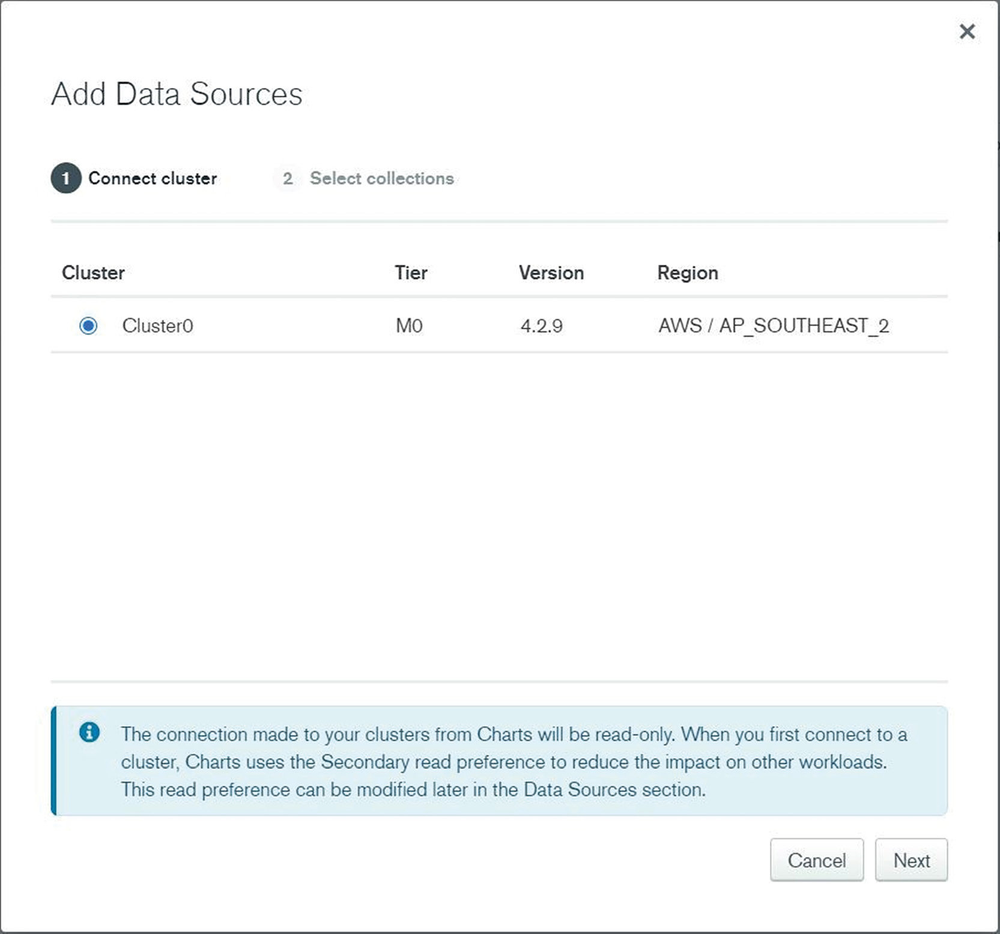 Add Data Sources
1 Connect cluster 2 Select collections
Cluster Tier Version Region
Cluster0 M0 4.2.9 AWS / AP_SOUTHEAST_2
The connection made to your clusters from Charts will be read-only. When you first connect to a
cluster, Charts uses the Secondary read preference to reduce the impact on other workloads.
This read preference can be modified later in the Data Sources section.
Cancel Next